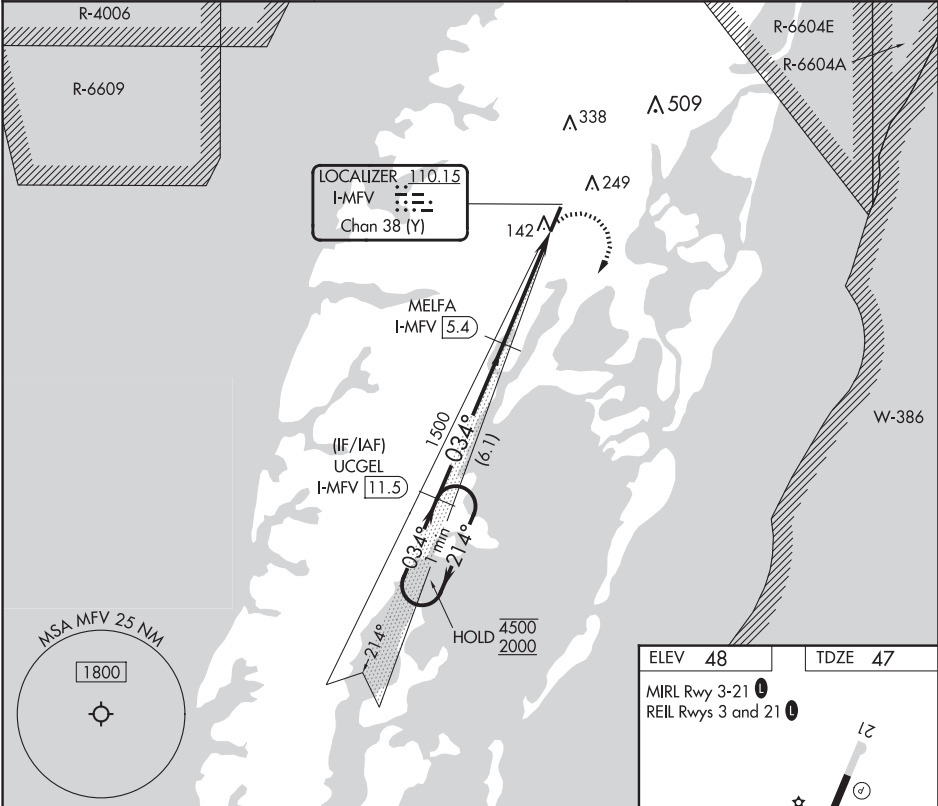 R-4006
R-6609
R-6604E
R-6604A
509
338
249
LOCALIZER 110.15
I-MFV
Chan 38 (Y)
142
MELFA
I-MFV 5.4
W-386
1500
034°
(6.1)
(IF/IAF)
UCGEL
I-MFV 11.5
034°
1 min
214°
HOLD 4500
2000
214°
MSA MFV 25 NM
1800
ELEV 48
TDZE 47
MIRL Rwy 3-21 L
REIL Rwys 3 and 21 L
21
P